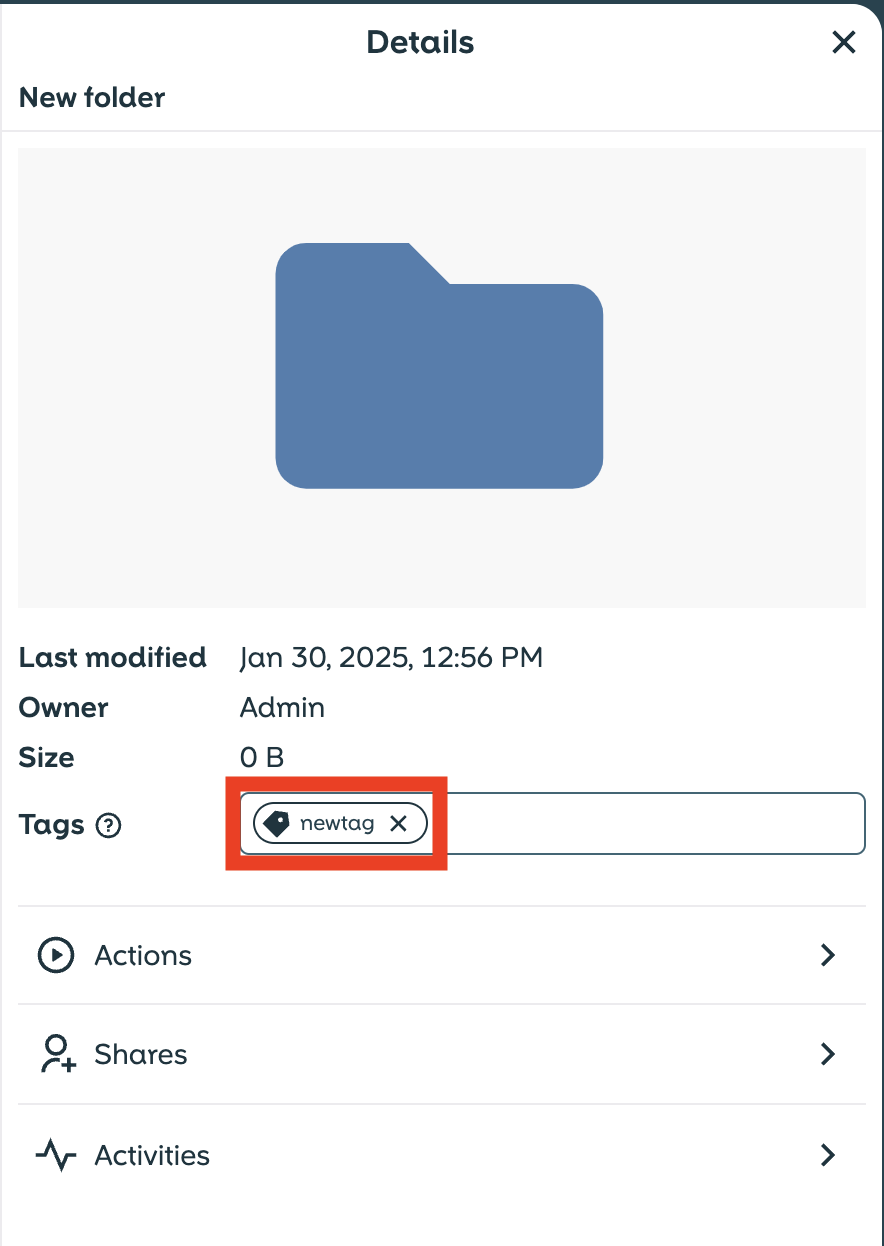 Details
New folder
Last modified Jan 30, 2025, 12:56 PM
Owner Admin
Size 0 B
Tags newtag
Actions
Shares
Activities